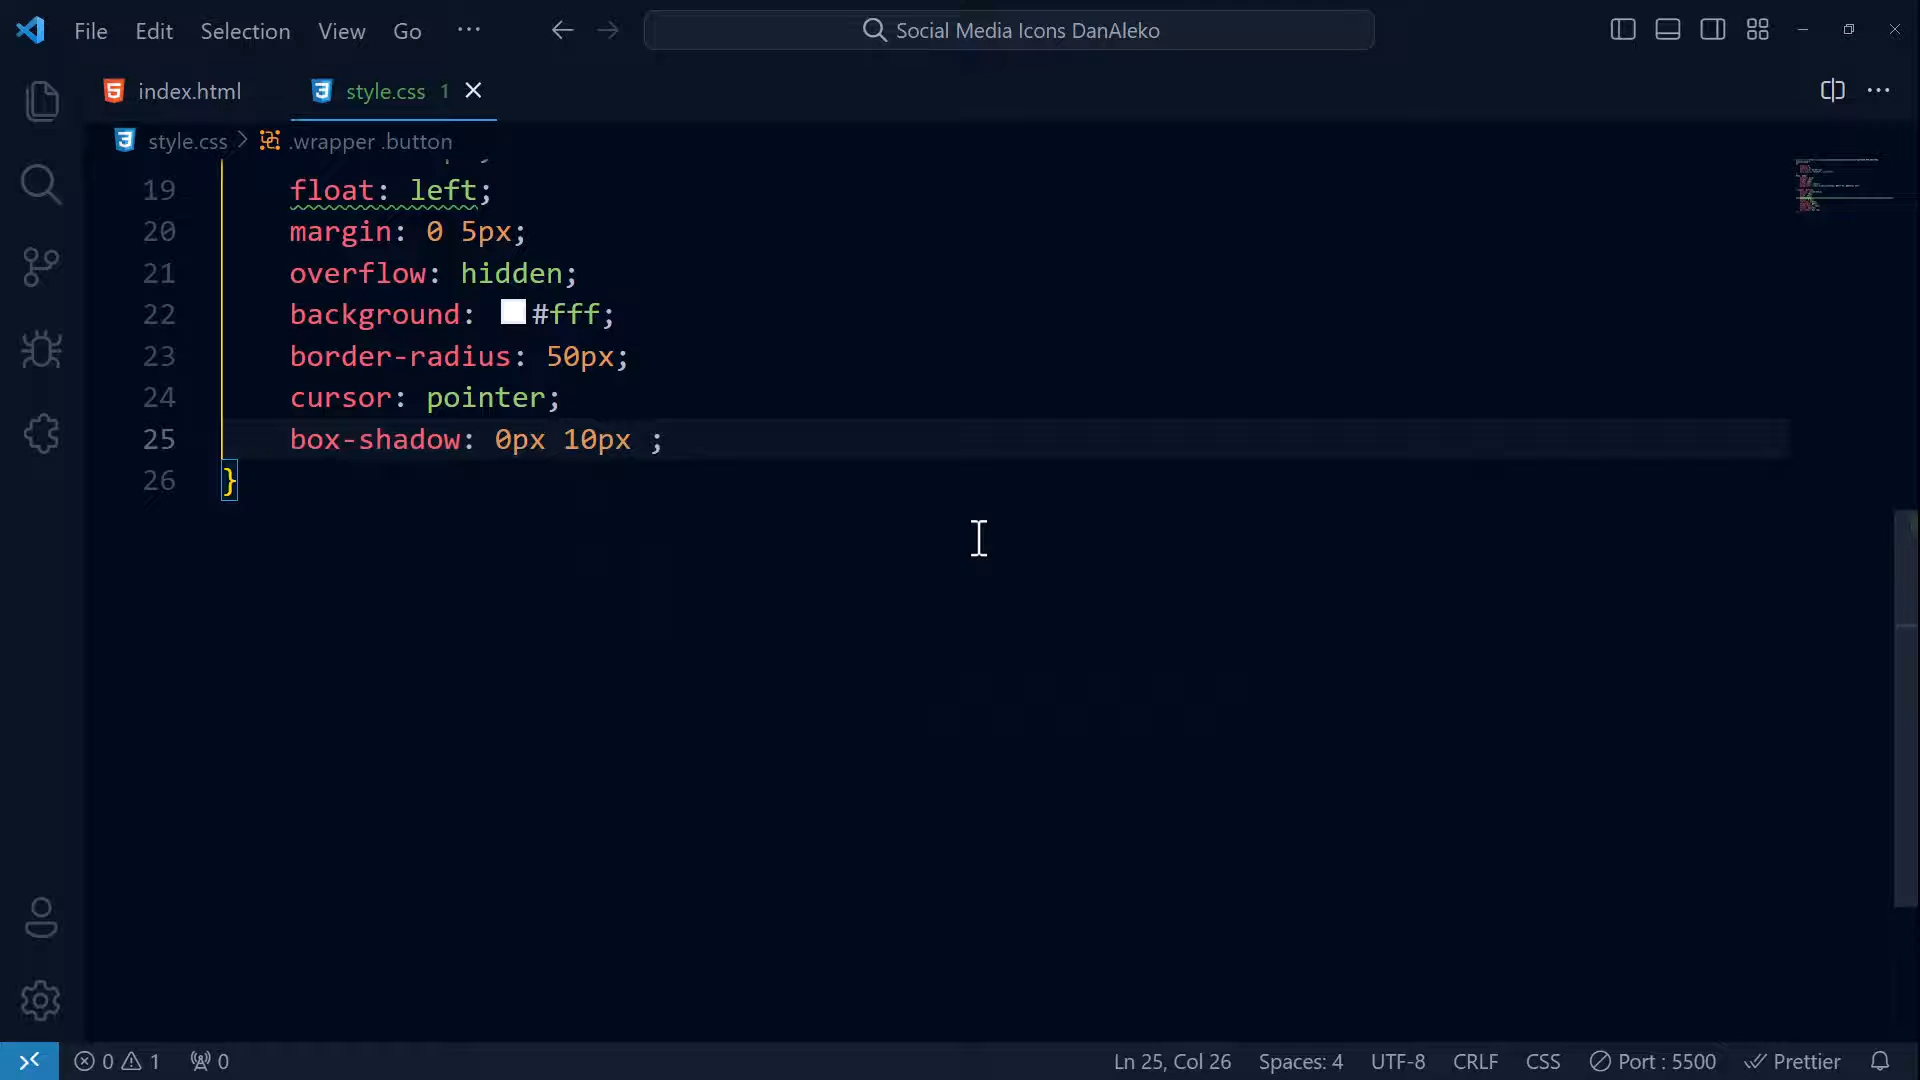 File Edit Selection View Go ··· Social Media Icons DanAleko
index.html style.css 1
style.css > .wrapper .button
19 float: left;
20 margin: 0 5px;
21 overflow: hidden;
22 background: #fff;
23 border-radius: 50px;
24 cursor: pointer;
25 box-shadow: 0px 10px ;
26 }
0 1 0 Ln 25, Col 26 Spaces: 4 UTF-8 CRLF CSS Port : 5500 Prettier